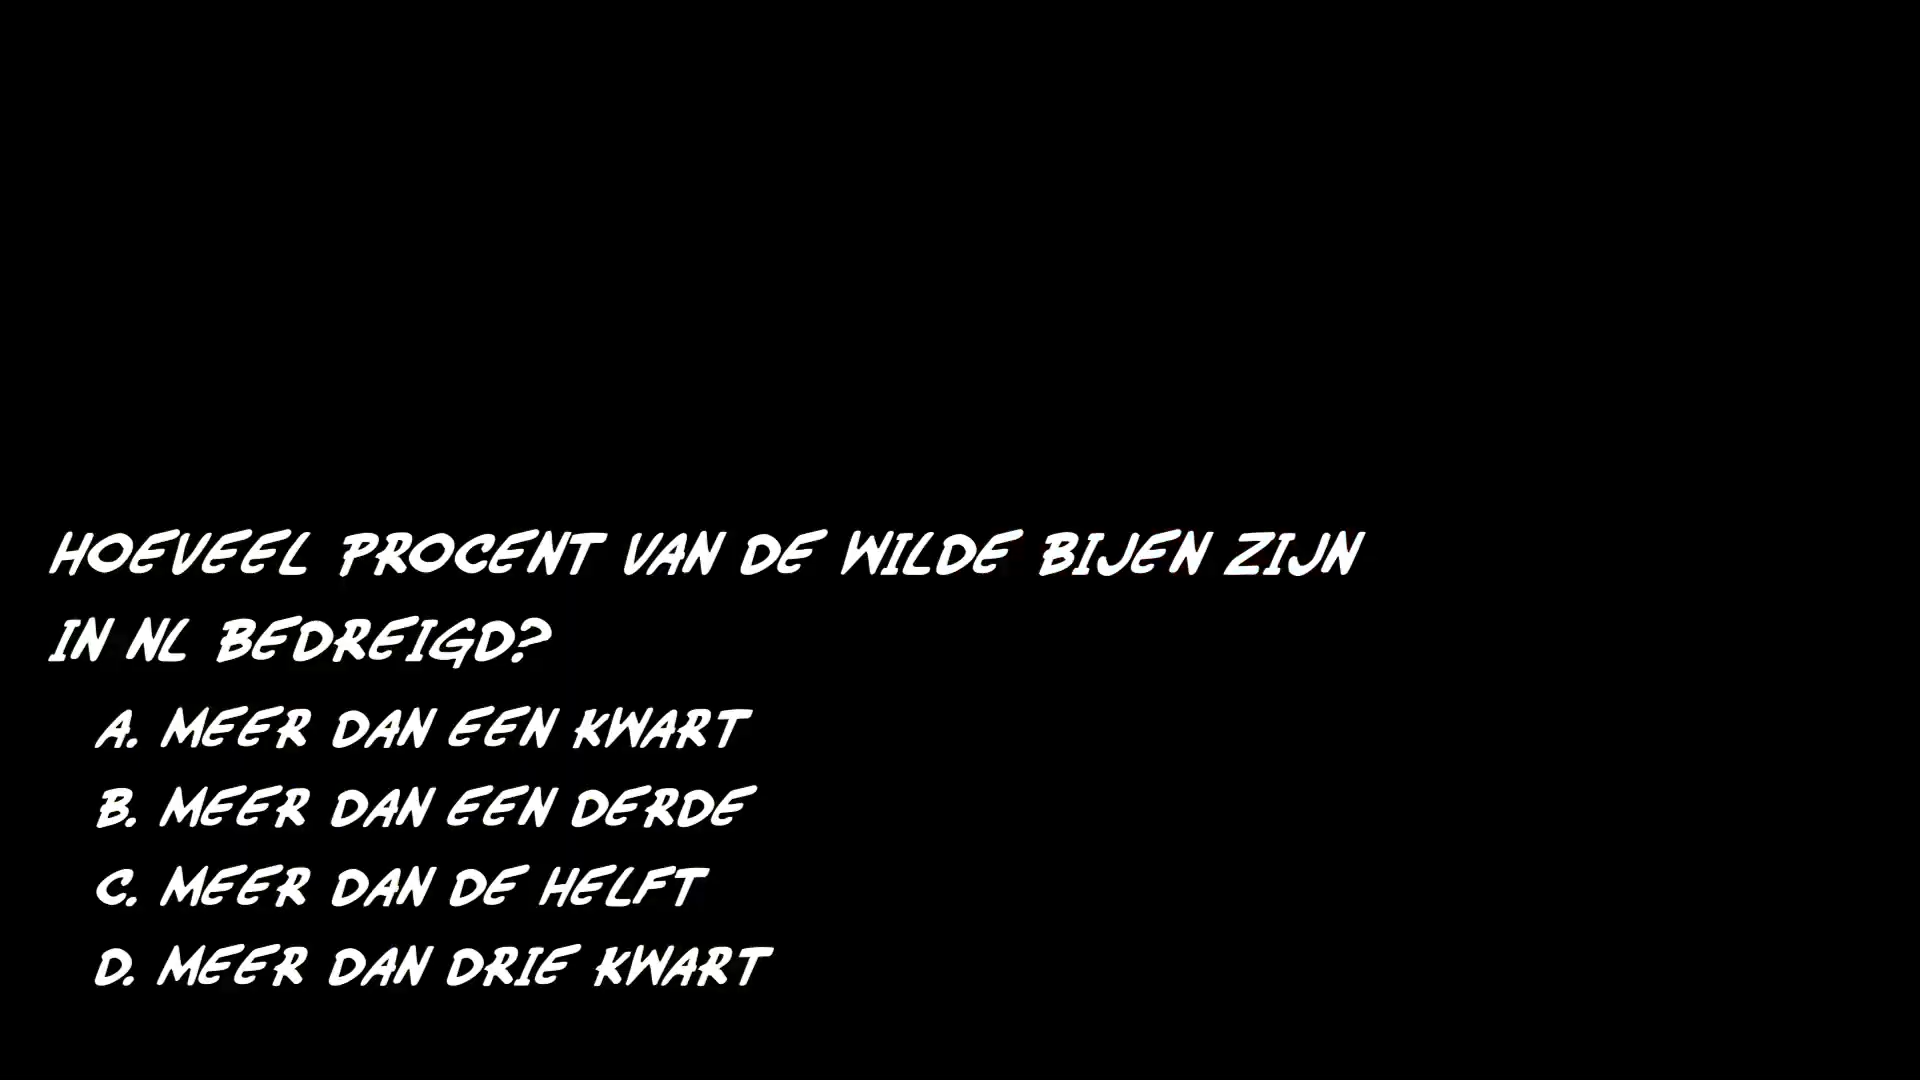 HOEVEEL PROCENT VAN DE WILDE BIJEN ZIJN
IN NL BEDREIGD?
A. MEER DAN EEN KWART
B. MEER DAN EEN DERDE
C. MEER DAN DE HELFT
D. MEER DAN DRIE KWART